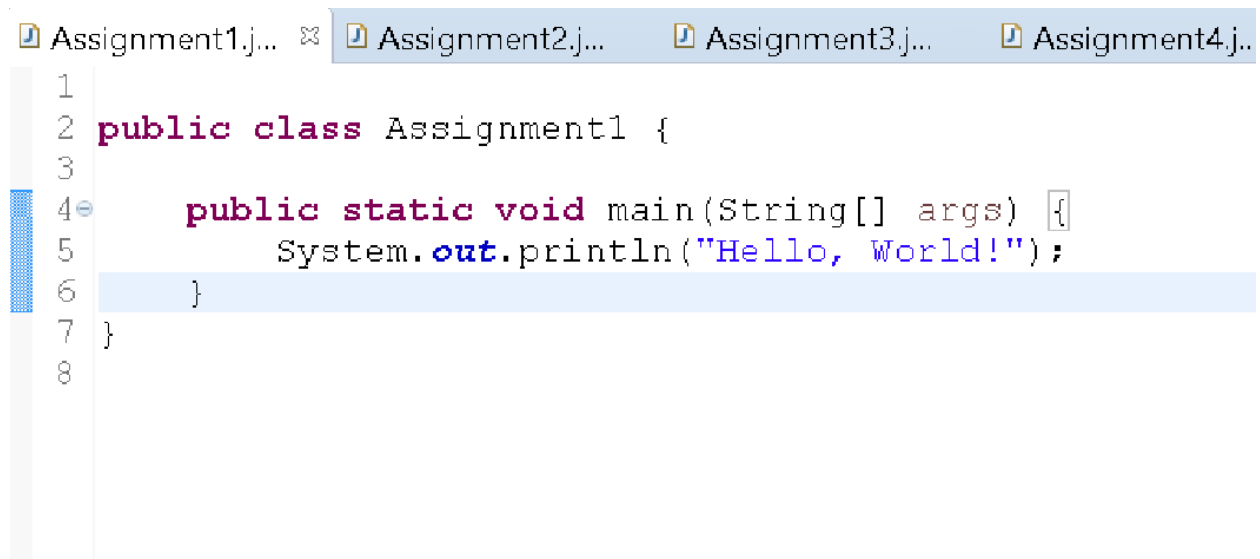 Assignment1.j... Assignment2.j... Assignment3.j... Assignment4.j..
1
2 public class Assignment1 {
3
4 public static void main(String[] args) {
5 System.out.println("Hello, World!");
6 }
7 }
8